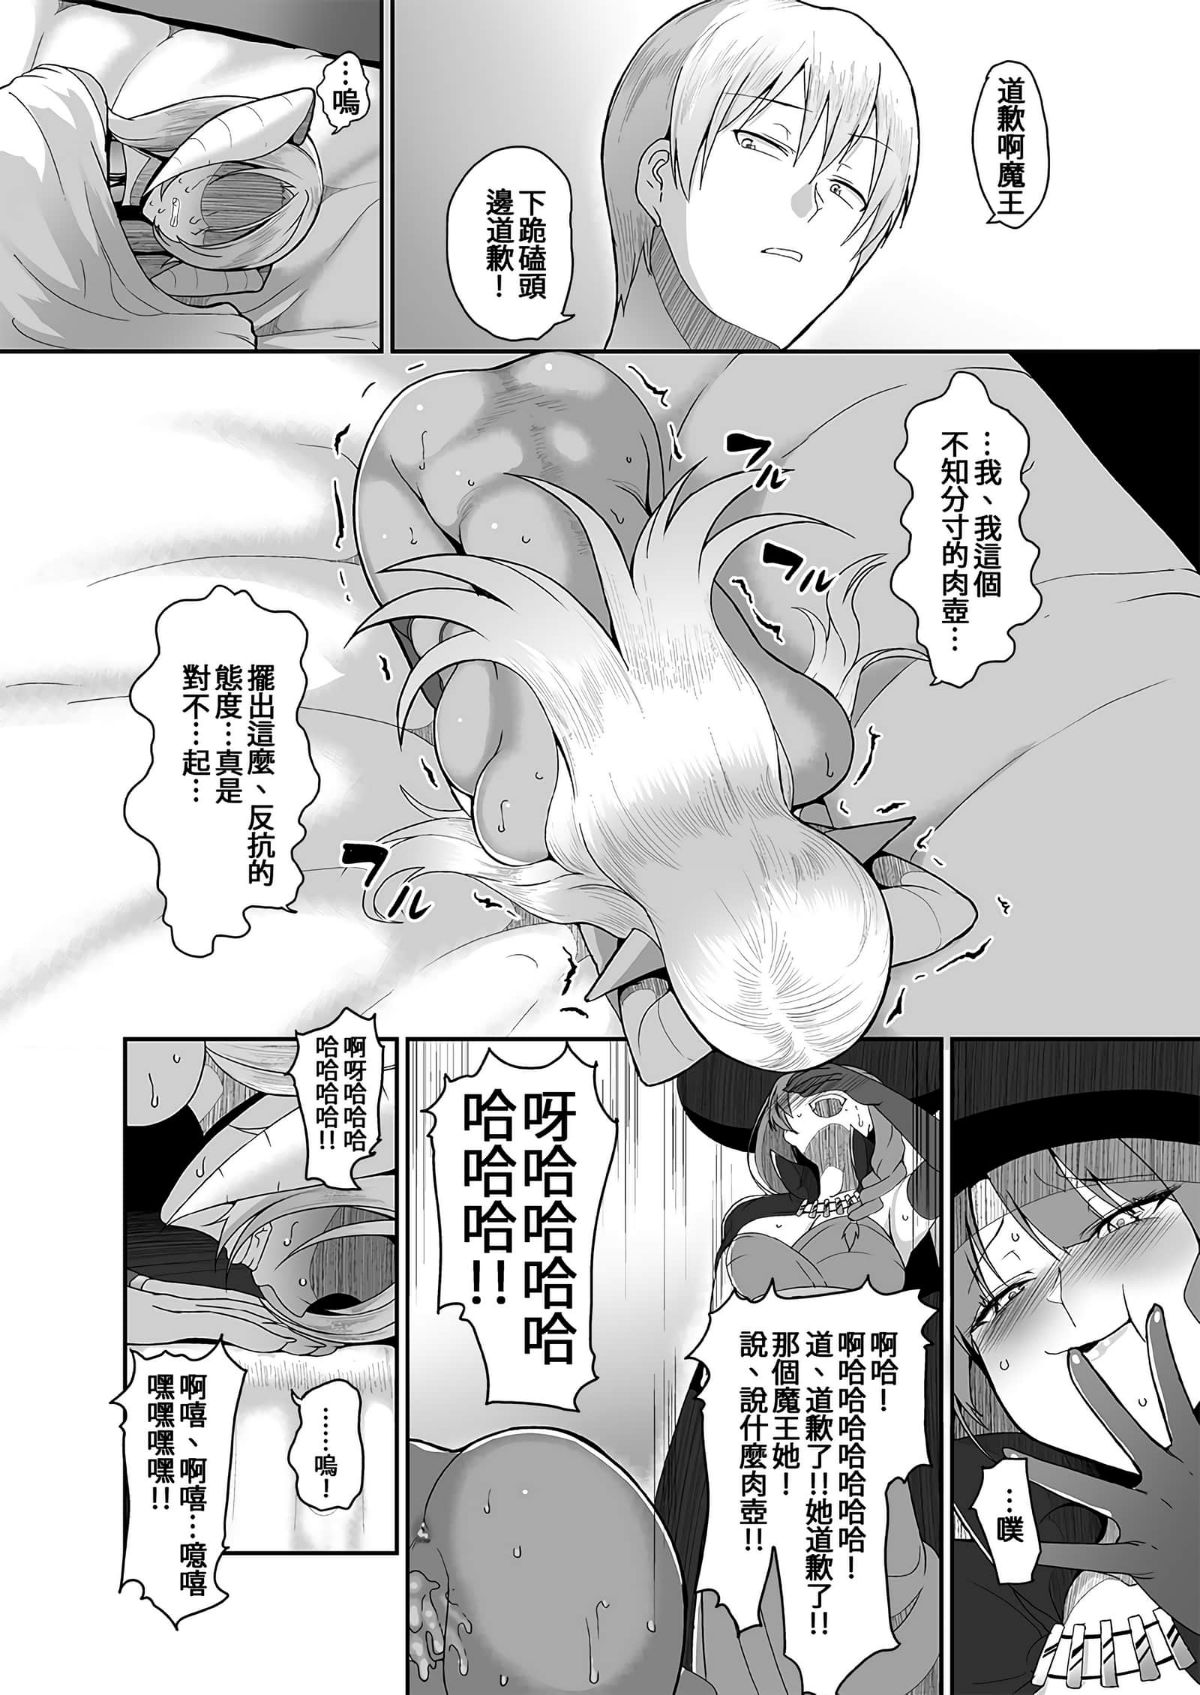 道歉啊魔王
下跪磕頭
邊道歉！
…嗚
…我、我這個
不知分寸的肉壺…
フル
フル
擺出這麼、反抗的
態度…真是
對不…起…
フル
…噗
啊哈！
啊哈哈哈哈哈哈哈哈！
道、道歉了!!她道歉了!!
那個魔王她！
說、說什麼肉壺!!
呀哈哈哈哈哈
哈哈哈哈!!
啊呀哈哈哈
哈哈哈哈!!
……嗚！
啊嘻、啊嘻…噫嘻
嘿嘿嘿嘿!!